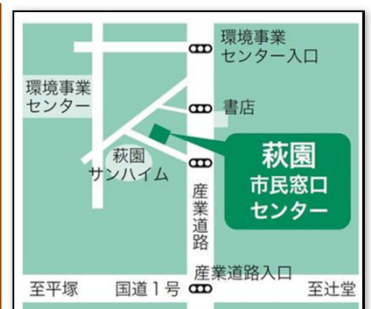 環境事業
センター入口
環境事業
センター
書店
萩園
サンハイム
萩園
市民窓口
センター
産業道路
産業道路入口
至平塚
国道1号
至辻堂